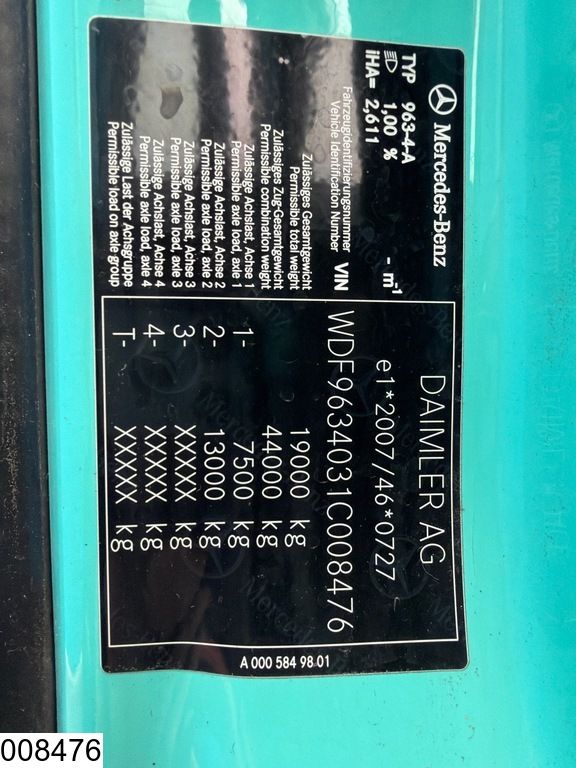 Mercedes-Benz
DAIMLER AG
TYP 963-4-A
- m-1
e1*2007/46*0727
1,00 %
iHA= 2,611
Fahrzeugidentifizierungsnummer
Vehicle Identification Number
VIN WDF9634031C008476
Zulässiges Gesamtgewicht
Permissible total weight
19000 kg
Zulässiges Zug-Gesamtgewicht
Permissible combination weight
44000 kg
Zulässige Achslast, Achse 1
Permissible axle load, axle 1
1- 7500 kg
Zulässige Achslast, Achse 2
Permissible axle load, axle 2
2- 13000 kg
Zulässige Achslast, Achse 3
Permissible axle load, axle 3
3- XXXXX kg
Zulässige Achslast, Achse 4
Permissible axle load, axle 4
4- XXXXX kg
Zulässige Last der Achsgruppe
Permissible load on axle group
T- XXXXX kg
A 000 584 98 01
008476